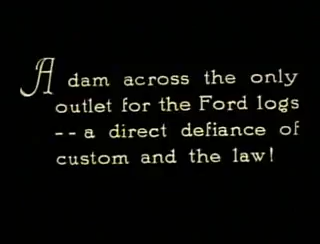 A dam across the only
outlet for the Ford logs
-- a direct defiance of
custom and the law!